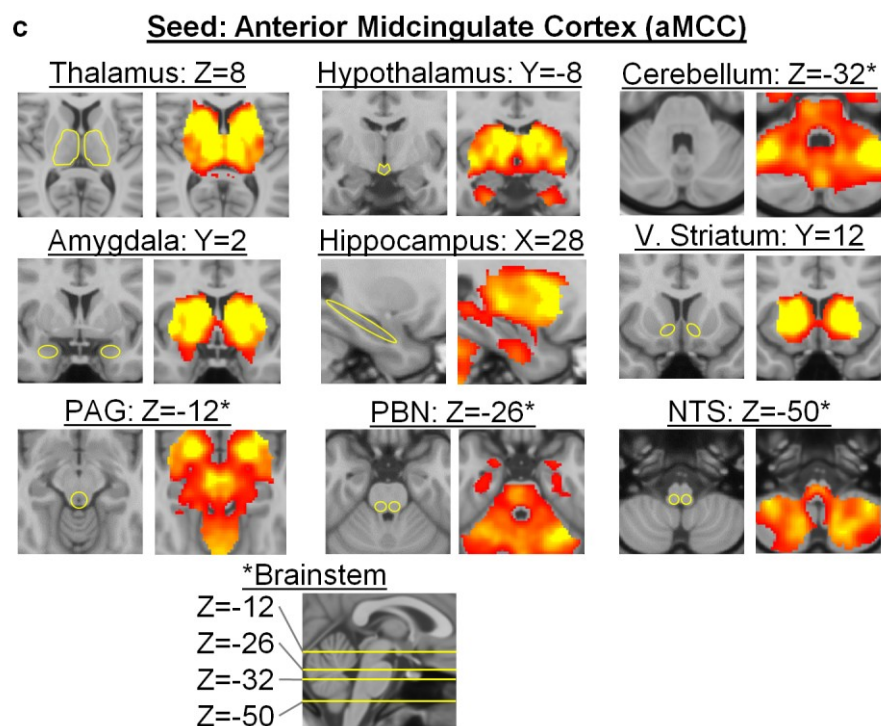 c
Seed: Anterior Midcingulate Cortex (aMCC)
Thalamus: Z=8
Hypothalamus: Y=-8
Cerebellum: Z=-32*
Amygdala: Y=2
Hippocampus: X=28
V. Striatum: Y=12
PAG: Z=-12*
PBN: Z=-26*
NTS: Z=-50*
*Brainstem
Z=-12
Z=-26
Z=-32
Z=-50